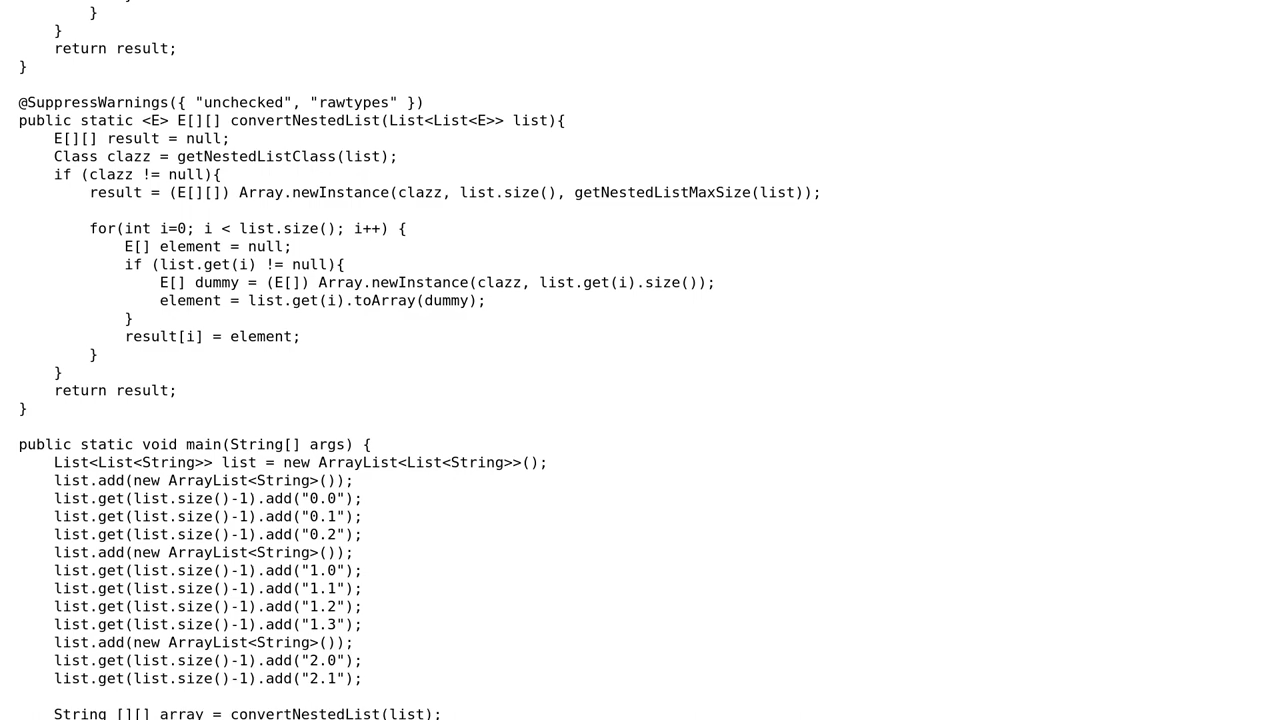 }
}
return result;
}
@SuppressWarnings({ "unchecked", "rawtypes" })
public static <E> E[][] convertNestedList(List<List<E>> list){
E[][] result = null;
Class clazz = getNestedListClass(list);
if (clazz != null){
result = (E[][]) Array.newInstance(clazz, list.size(), getNestedListMaxSize(list));
for(int i=0; i < list.size(); i++) {
E[] element = null;
if (list.get(i) != null){
E[] dummy = (E[]) Array.newInstance(clazz, list.get(i).size());
element = list.get(i).toArray(dummy);
}
result[i] = element;
}
}
return result;
}
public static void main(String[] args) {
List<List<String>> list = new ArrayList<List<String>>();
list.add(new ArrayList<String>());
list.get(list.size()-1).add("0.0");
list.get(list.size()-1).add("0.1");
list.get(list.size()-1).add("0.2");
list.add(new ArrayList<String>());
list.get(list.size()-1).add("1.0");
list.get(list.size()-1).add("1.1");
list.get(list.size()-1).add("1.2");
list.get(list.size()-1).add("1.3");
list.add(new ArrayList<String>());
list.get(list.size()-1).add("2.0");
list.get(list.size()-1).add("2.1");
String [][] array = convertNestedList(list);